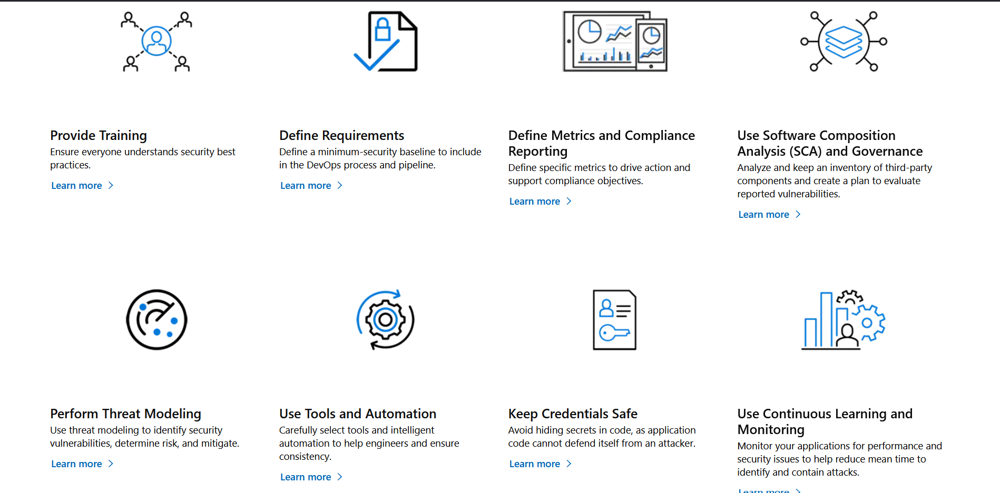 Provide Training
Ensure everyone understands security best
practices.
Learn more
Define Requirements
Define a minimum-security baseline to include
in the DevOps process and pipeline.
Learn more
Define Metrics and Compliance
Reporting
Define specific metrics to drive action and
support compliance objectives.
Learn more
Use Software Composition
Analysis (SCA) and Governance
Analyze and keep an inventory of third-party
components and create a plan to evaluate
reported vulnerabilities.
Learn more
Perform Threat Modeling
Use threat modeling to identify security
vulnerabilities, determine risk, and mitigate.
Learn more
Use Tools and Automation
Carefully select tools and intelligent
automation to help engineers and ensure
consistency.
Learn more
Keep Credentials Safe
Avoid hiding secrets in code, as application
code cannot defend itself from an attacker.
Learn more
Use Continuous Learning and
Monitoring
Monitor your applications for performance and
security issues to help reduce mean time to
identify and contain attacks.
Learn more